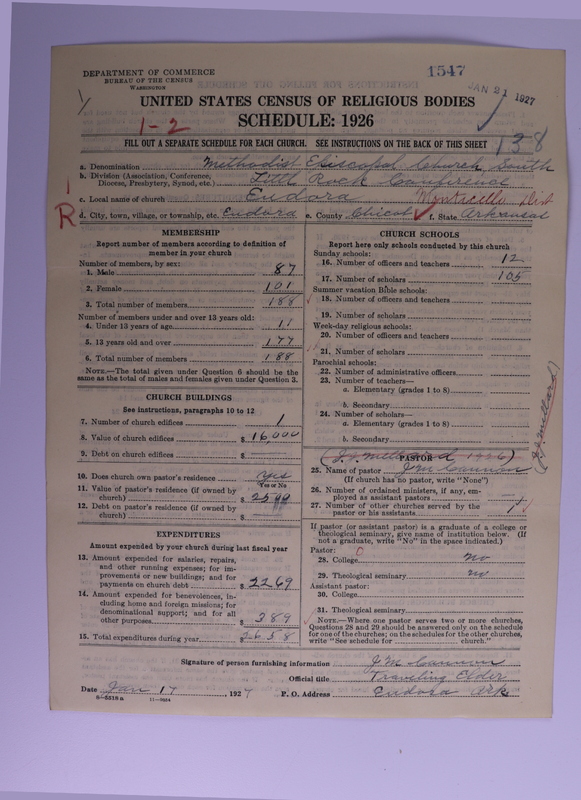 DEPARTMENT OF COMMERCE
BUREAU OF THE CENSUS
WASHINGTON
1547
JAN 21 1927
UNITED STATES CENSUS OF RELIGIOUS BODIES
SCHEDULE: 1926
1-2
FILL OUT A SEPARATE SCHEDULE FOR EACH CHURCH. SEE INSTRUCTIONS ON THE BACK OF THIS SHEET
138
a. Denomination Methodist Episcopal Church, South
b. Division (Association, Conference, Diocese, Presbytery, Synod, etc.) Little Rock Conference
c. Local name of church Eudora Monticello Dist
R
d. City, town, village, or township, etc. Eudora e. County Chicot f. State Arkansas
MEMBERSHIP
Report number of members according to definition of
member in your church
Number of members, by sex:
1. Male 87
2. Female 101
3. Total number of members 188
Number of members under and over 13 years old:
4. Under 13 years of age 11
5. 13 years old and over 177
6. Total number of members 188
NOTE.—The total given under Question 6 should be the
same as the total of males and females given under Question 3.
CHURCH BUILDINGS
See instructions, paragraphs 10 to 12
7. Number of church edifices 1
8. Value of church edifices $ 16,000
9. Debt on church edifices $
10. Does church own pastor's residence yes
Yes or No
11. Value of pastor's residence (if owned by
church) $
12. Debt on pastor's residence (if owned by
church) $
EXPENDITURES
Amount expended by your church during last fiscal year
13. Amount expended for salaries, repairs,
and other running expenses; for im-
provements or new buildings; and for
payments on church debt $ 2269
14. Amount expended for benevolences, in-
cluding home and foreign missions; for
denominational support; and for all
other purposes $ 389
15. Total expenditures during year $ 2658
CHURCH SCHOOLS
Report here only schools conducted by this church
Sunday schools:
16. Number of officers and teachers 12
17. Number of scholars 105
Summer vacation Bible schools:
18. Number of officers and teachers
19. Number of scholars
Week-day religious schools:
20. Number of officers and teachers
21. Number of scholars
Parochial schools:
22. Number of administrative officers
23. Number of teachers—
a. Elementary (grades 1 to 8)
b. Secondary
24. Number of scholars—
a. Elementary (grades 1 to 8)
b. Secondary
PASTOR
25. Name of pastor J M Cannon
(If church has no pastor, write "None")
26. Number of ordained ministers, if any, em-
ployed as assistant pastors
27. Number of other churches served by the
pastor or his assistants
If pastor (or assistant pastor) is a graduate of a college or
theological seminary, give name of institution below. (If
not a graduate, write "No" in the space indicated.)
Pastor:
28. College no
29. Theological seminary no
Assistant pastor:
30. College
31. Theological seminary
NOTE.—Where one pastor serves two or more churches,
Questions 28 and 29 should be answered only on the schedule
for one of the churches; on the schedules for the other churches,
write "See schedule for church."
Signature of person furnishing information J M Cannon
Official title Traveling Elder
Date Jan 17, 1927 P. O. Address Eudora Ark
8—5518a 11—9864